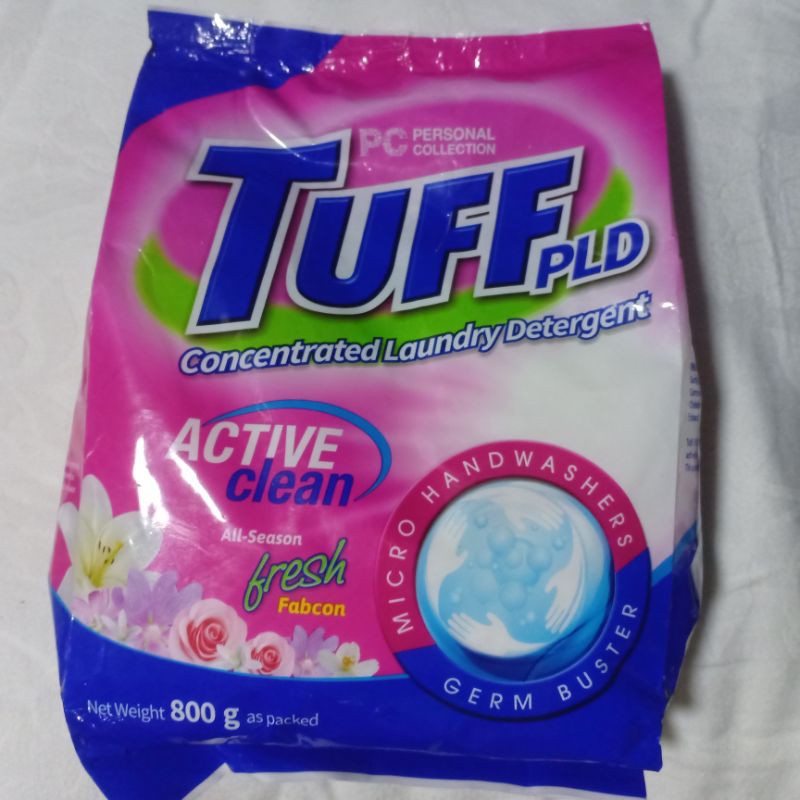 PC PERSONAL
COLLECTION
TUFF PLD
Concentrated Laundry Detergent
ACTIVE
clean
All-Season
fresh
Fabcon
MICRO HANDWASHERS
GERM BUSTER
Net Weight 800 g as packed